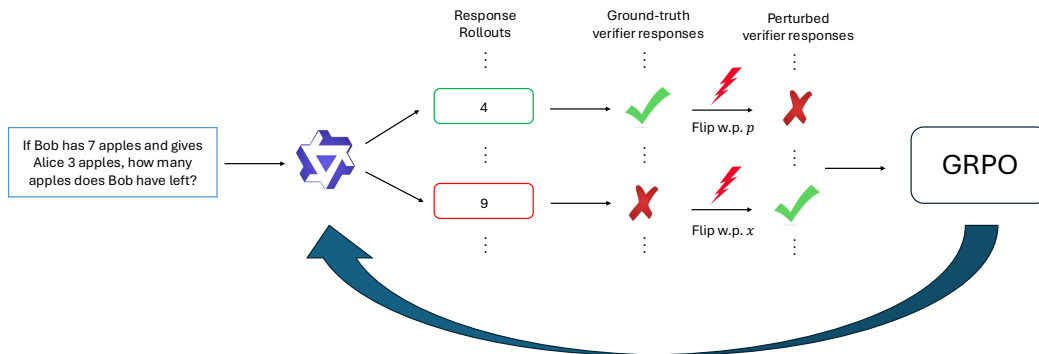 Response
Rollouts
Ground-truth
verifier responses
Perturbed
verifier responses
4
Flip w.p. p
If Bob has 7 apples and gives
Alice 3 apples, how many
apples does Bob have left?
GRPO
9
Flip w.p. x